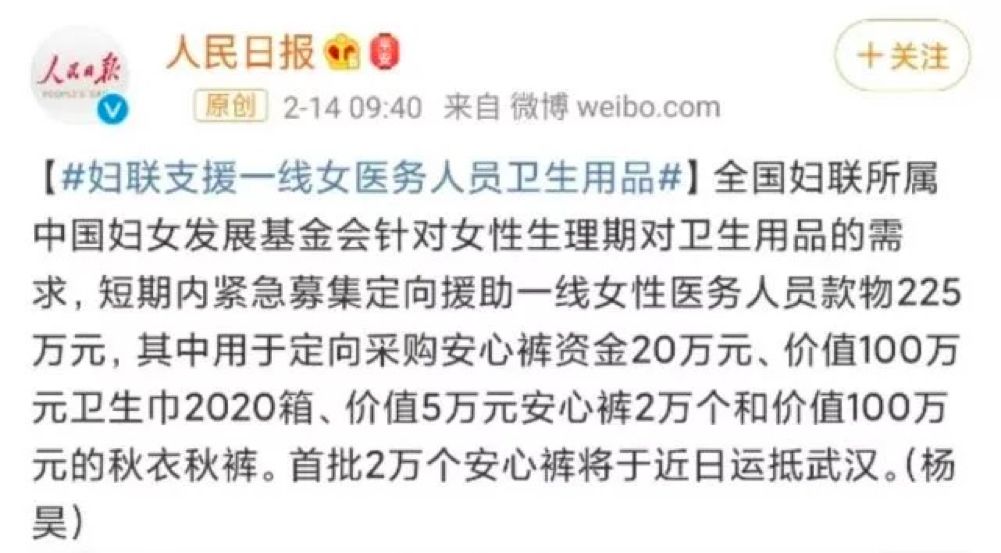 人民日报
人民日报
PEOPLE'S DAILY
早安
+关注
原创 2-14 09:40 来自 微博 weibo.com
【#妇联支援一线女医务人员卫生用品#】全国妇联所属
中国妇女发展基金会针对女性生理期对卫生用品的需
求，短期内紧急募集定向援助一线女性医务人员款物225
万元，其中用于定向采购安心裤资金20万元、价值100万
元卫生巾2020箱、价值5万元安心裤2万个和价值100万
元的秋衣秋裤。首批2万个安心裤将于近日运抵武汉。（杨
昊）